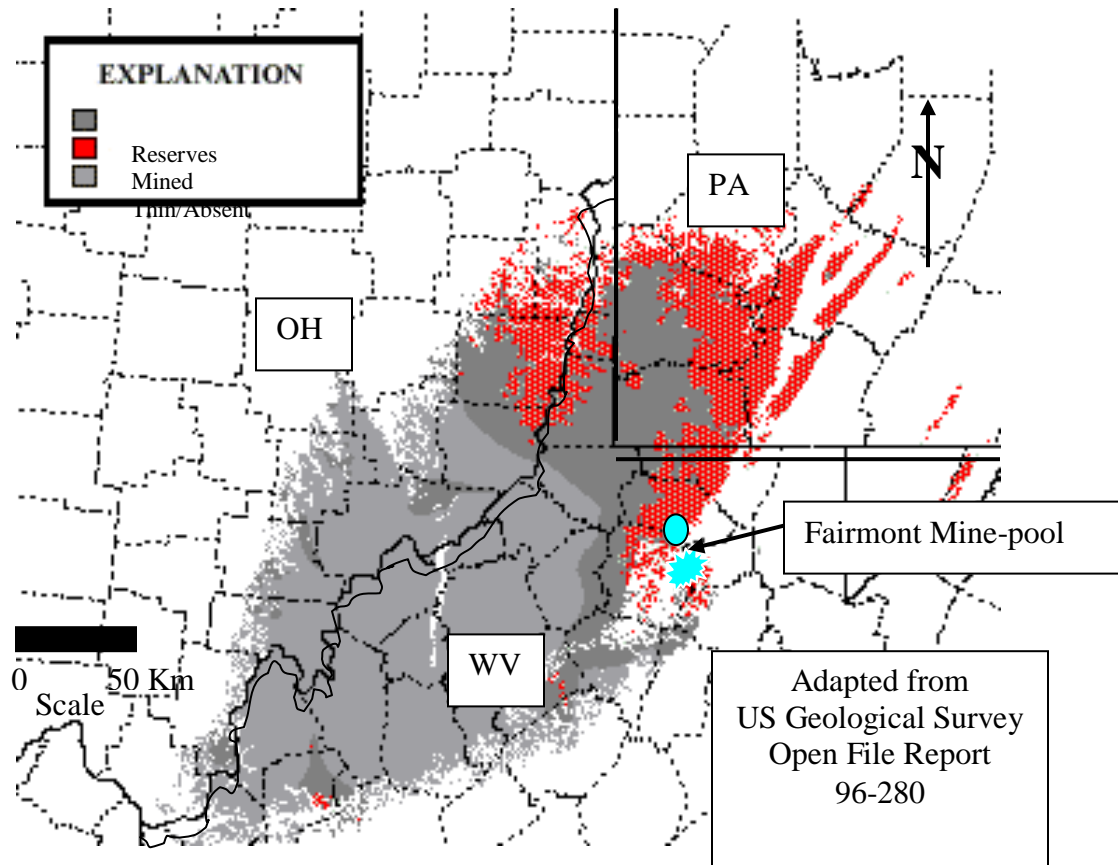 EXPLANATION
Reserves
Mined
Thin/Absent
PA
N
OH
Fairmont Mine-pool
WV
0 50 Km
Scale
Adapted from
US Geological Survey
Open File Report
96-280